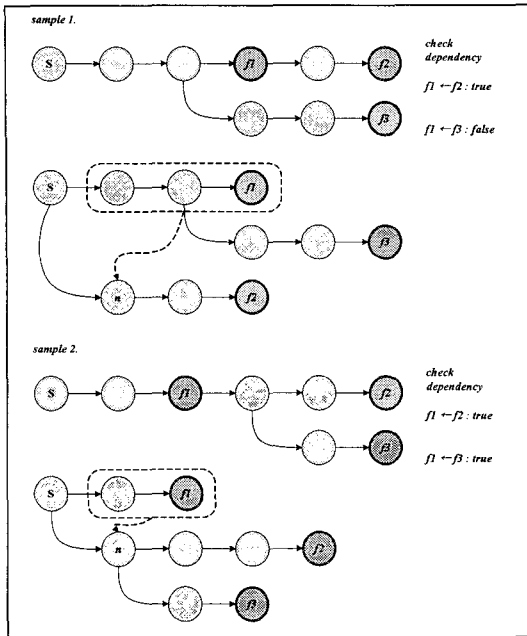 sample 1.
S f1 f2
check
dependency
f1 ←f2 : true
f3
f1 ←f3 : false
S f1
f3
n f2
sample 2.
check
dependency
S f1 f2
f1 ←f2 : true
f3
f1 ←f3 : true
S f1
n f2
f3